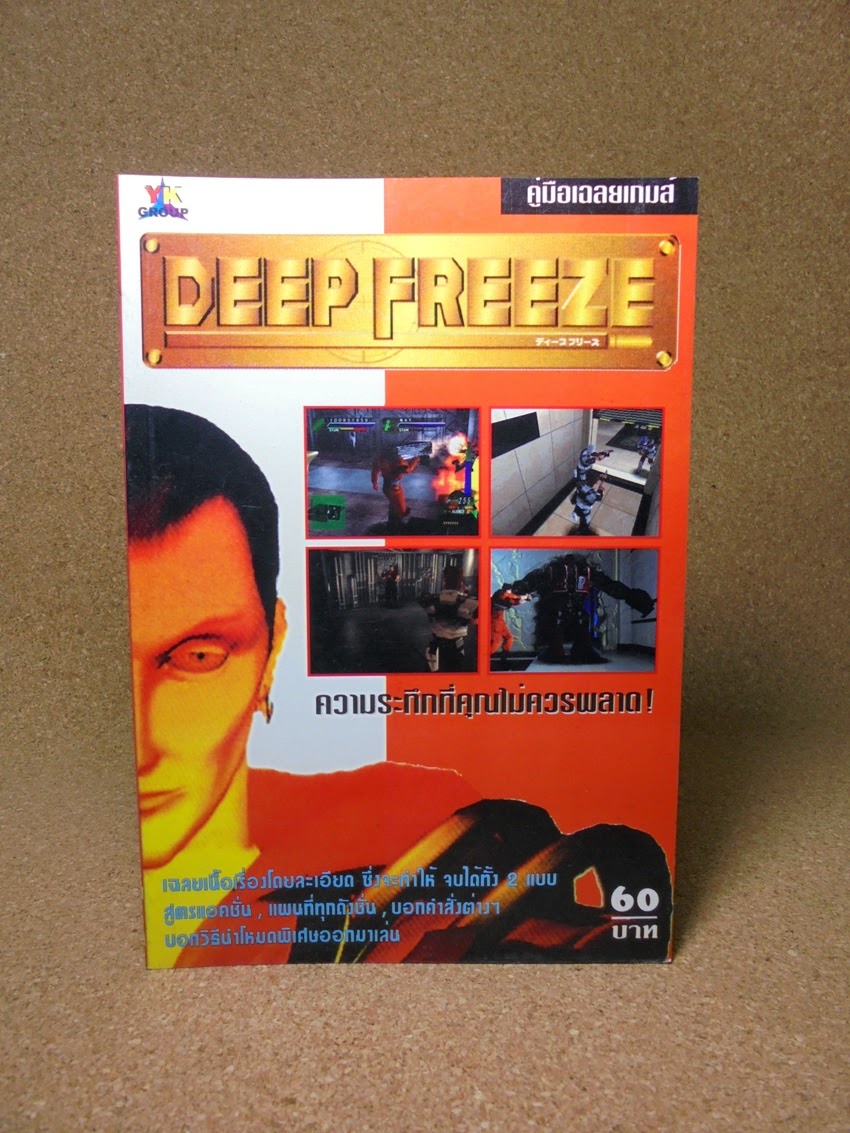 YK
GROUP
คู่มือเฉลยเกมส์
DEEP FREEZE
ディープフリーズ
ความระทึกที่คุณไม่ควรพลาด!
เฉลยเนื้อเรื่องโดยละเอียด ซึ่งจะทำให้ จบได้ทั้ง 2 แบบ
สูตรแอคชั่น , แผนที่ทุกดังชั่น , บอกคำสั่งต่างๆ
บอกวิธีนำโหมดพิเศษออกมาเล่น
60
บาท